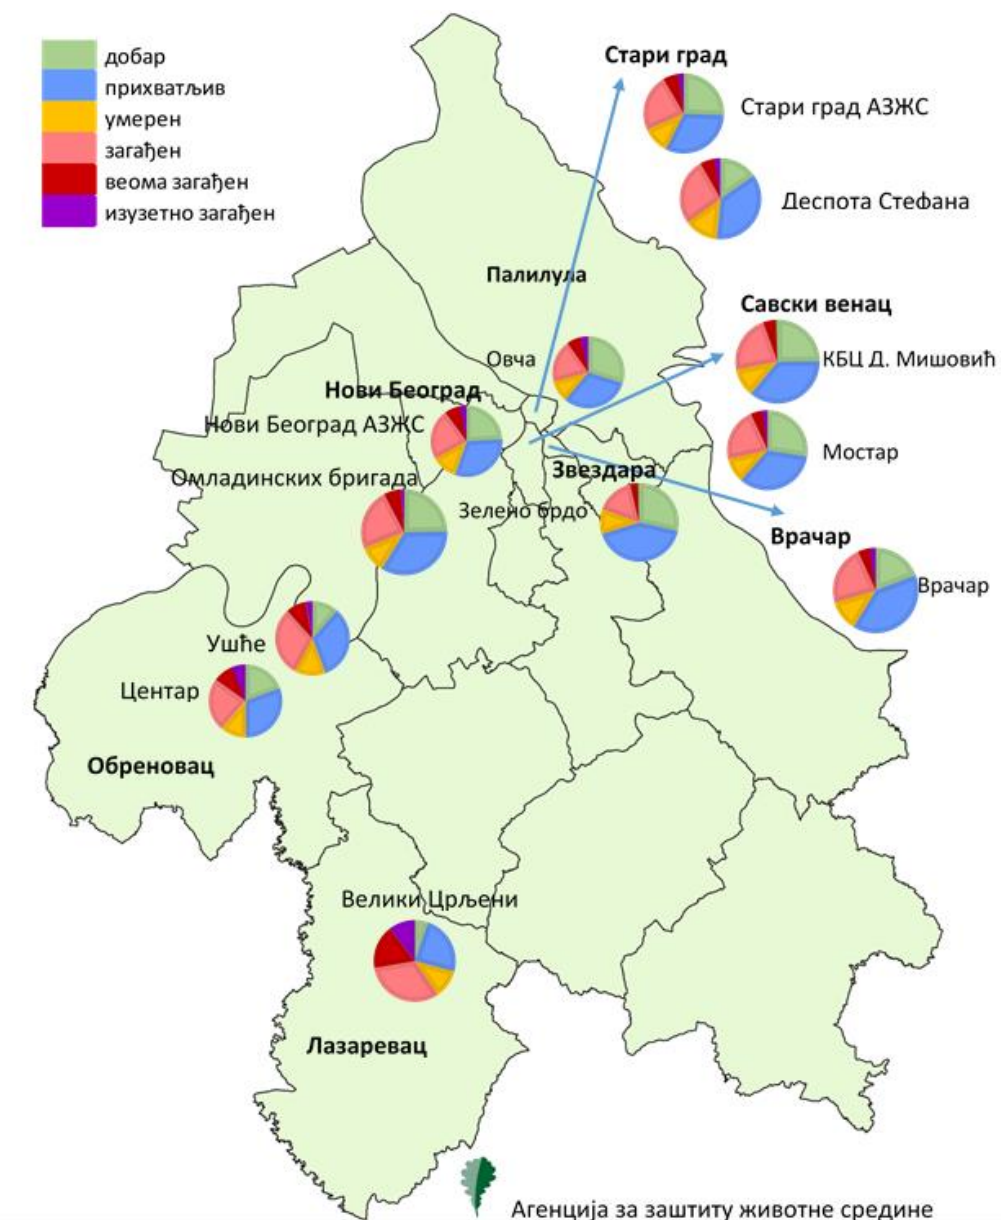 добар
прихватљив
умерен
загађен
веома загађен
изузетно загађен
Стари град
Стари град АЗЖС
Деспота Стефана
Палилула
Савски венац
Овча
КБЦ Д. Мишовић
Нови Београд
Нови Београд АЗЖС
Мостар
Омладинских бригада
Звездара
Зелено брдо
Врачар
Врачар
Ушће
Центар
Обреновац
Велики Црљени
Лазаревац
Агенција за заштиту животне средине